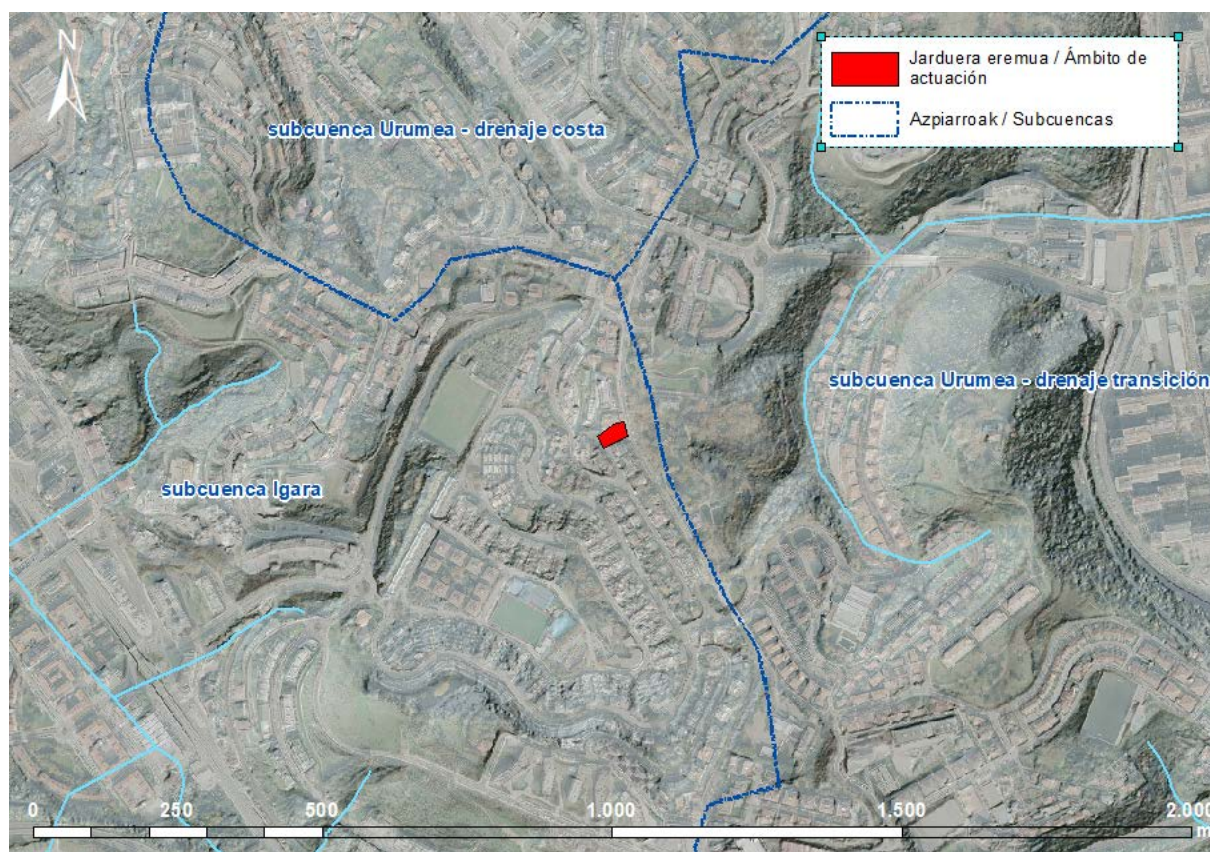 N
Jarduera eremua / Ámbito de
actuación
Azpiarroak / Subcuencas
subcuenca Urumea - drenaje costa
subcuenca Urumea - drenaje transición
subcuenca Igara
0 250 500 1.000 1.500 2.000
m